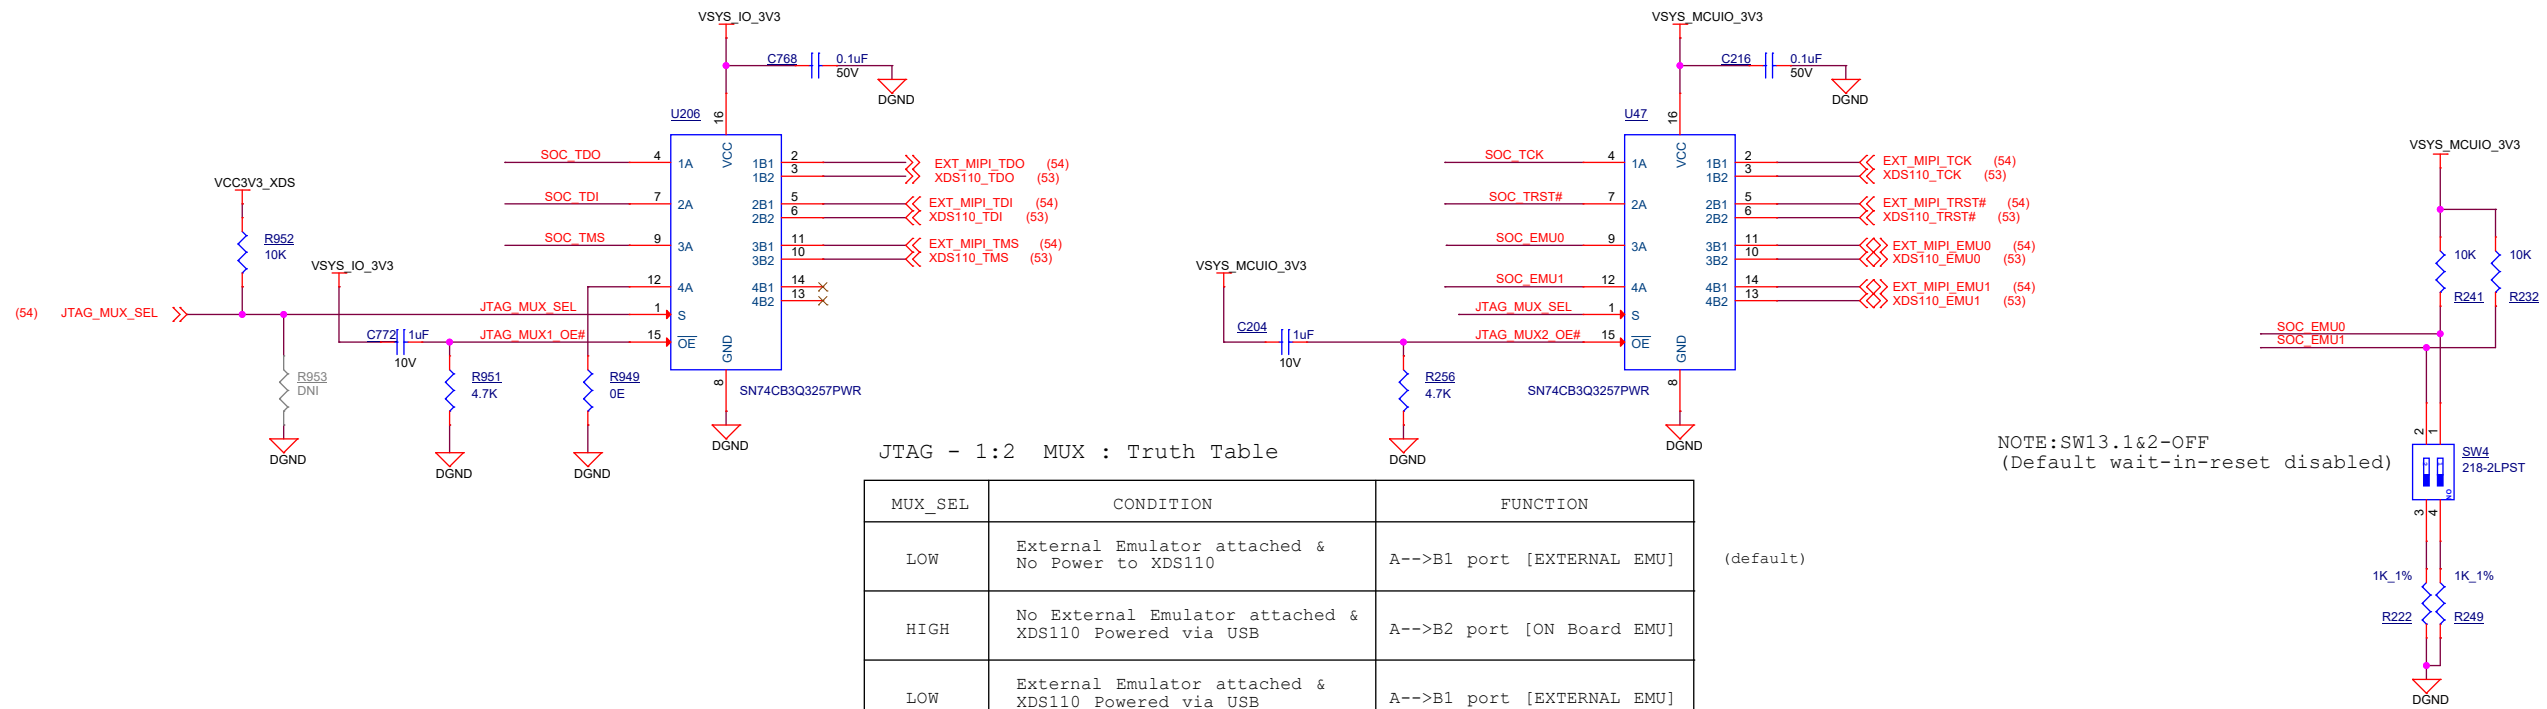 VSYS_IO_3V3
C768
0.1uF
50V
DGND
U206
16
VCC
SOC_TDO
4
1A
1B1
2
EXT_MIPI_TDO (54)
1B2
3
XDS110_TDO (53)
SOC_TDI
7
2A
2B1
5
EXT_MIPI_TDI (54)
2B2
6
XDS110_TDI (53)
SOC_TMS
9
3A
3B1
11
EXT_MIPI_TMS (54)
3B2
10
XDS110_TMS (53)
12
4A
4B1
14
4B2
13
JTAG_MUX_SEL
1
S
JTAG_MUX1_OE#
15
OE
GND
8
SN74CB3Q3257PWR
DGND
VCC3V3_XDS
R952
10K
VSYS_IO_3V3
(54) JTAG_MUX_SEL
C772
1uF
10V
R953
DNI
DGND
R951
4.7K
DGND
R949
0E
DGND
VSYS_MCUIO_3V3
C216
0.1uF
50V
DGND
U47
16
VCC
SOC_TCK
4
1A
1B1
2
EXT_MIPI_TCK (54)
1B2
3
XDS110_TCK (53)
SOC_TRST#
7
2A
2B1
5
EXT_MIPI_TRST# (54)
2B2
6
XDS110_TRST# (53)
SOC_EMU0
9
3A
3B1
11
EXT_MIPI_EMU0 (54)
3B2
10
XDS110_EMU0 (53)
SOC_EMU1
12
4A
4B1
14
EXT_MIPI_EMU1 (54)
4B2
13
XDS110_EMU1 (53)
JTAG_MUX_SEL
1
S
JTAG_MUX2_OE#
15
OE
GND
8
SN74CB3Q3257PWR
DGND
VSYS_MCUIO_3V3
C204
1uF
10V
R256
4.7K
DGND
VSYS_MCUIO_3V3
10K
R241
10K
R232
SOC_EMU0
SOC_EMU1
2
1
NOTE:SW13.1&2-OFF
(Default wait-in-reset disabled)
SW4
218-2LPST
ON
3
4
1K_1%
R222
1K_1%
R249
DGND
JTAG - 1:2 MUX : Truth Table
MUX_SEL
CONDITION
FUNCTION
LOW
External Emulator attached &
No Power to XDS110
A-->B1 port [EXTERNAL EMU]
(default)
HIGH
No External Emulator attached &
XDS110 Powered via USB
A-->B2 port [ON Board EMU]
LOW
External Emulator attached &
XDS110 Powered via USB
A-->B1 port [EXTERNAL EMU]